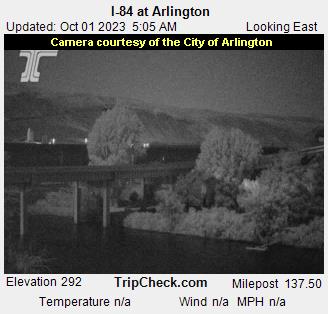 I-84 at Arlington
Updated: Oct 01 2023 5:05 AM Looking East
Camera courtesy of the City of Arlington
Elevation 292 TripCheck.com Milepost 137.50
Temperature n/a Wind n/a MPH n/a